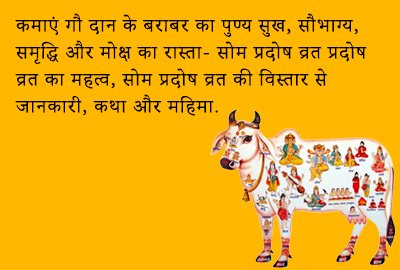 कमाएं गौ दान के बराबर का पुण्य सुख, सौभाग्य,
समृद्धि और मोक्ष का रास्ता- सोम प्रदोष व्रत प्रदोष
व्रत का महत्व, सोम प्रदोष व्रत की विस्तार से
जानकारी, कथा और महिमा.